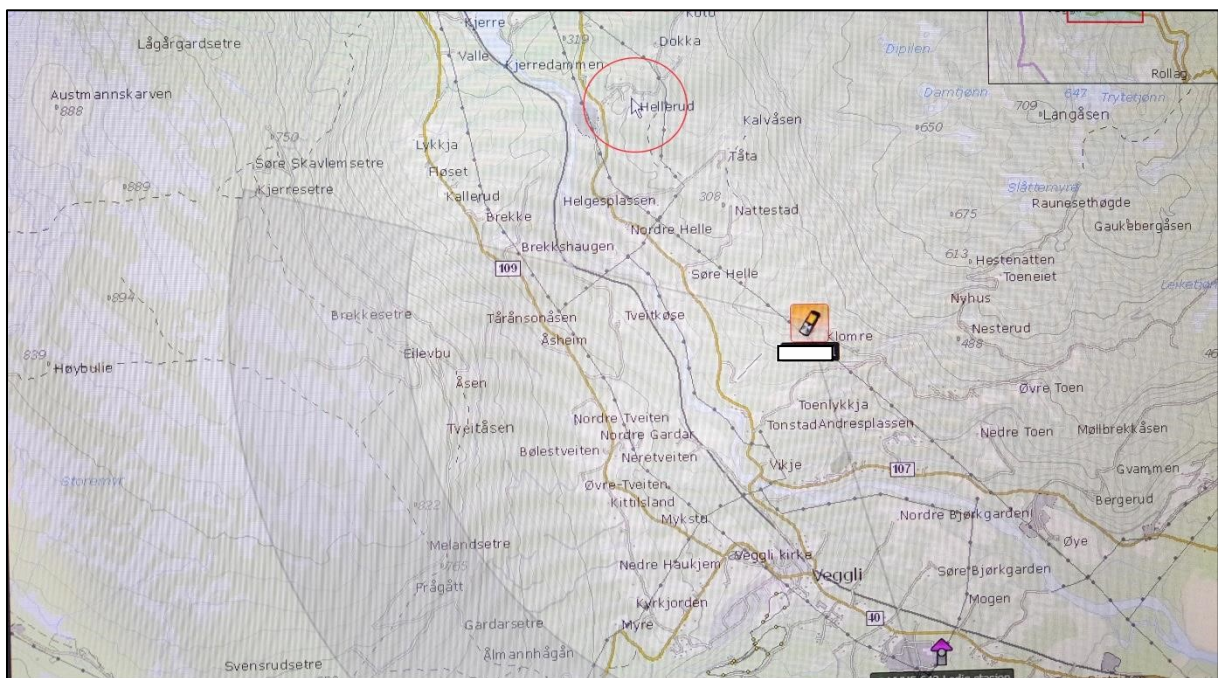 Kjerre
Dokka
Lågårgardsetre
319
Valle
Kjerredammen
Dipilen
Rollag
Austmannskarven
888
Hellerud
Damtjønn
647
Trytetjønn
709
Langåsen
Kalvåsen
650
750
Lykkja
Tåta
Søre Skavlemsetre
Fløset
Slåttemyra
889
Kjerresetre
Kallerud
Helgesplassen
308
Nattestad
Raunesethøgde
Brekke
675
Gaukebergåsen
Nordre Helle
Brekkshaugen
613
Hestenatten
109
Søre Helle
Toeneiet
894
Nyhus
Brekkesetre
Tårånsonåsen
Tveitkøse
Nesterud
Åsheim
Klomre
488
839
Høybulie
Eilevbu
46
Åsen
Øvre Toen
Toenlykkja
Nordre Tveiten
Tonstad
Andresplassen
Tveitåsen
Nordre Gardar
Nedre Toen
Møllbrekkåsen
Bølestveiten
Neretveiten
Vikje
107
Gvammen
Storemyr
Øvre-Tveiten
Kittilsland
Bergerud
822
Mykstu
Nordre Bjørkgarden
Øye
Melandsetre
Veggli kirke
765
Nedre Haukjem
Veggli
Søre Bjørkgarden
Prågått
Kyrkjorden
Mogen
Gardarsetre
Myre
40
Ålmannhågån
Svensrudsetre